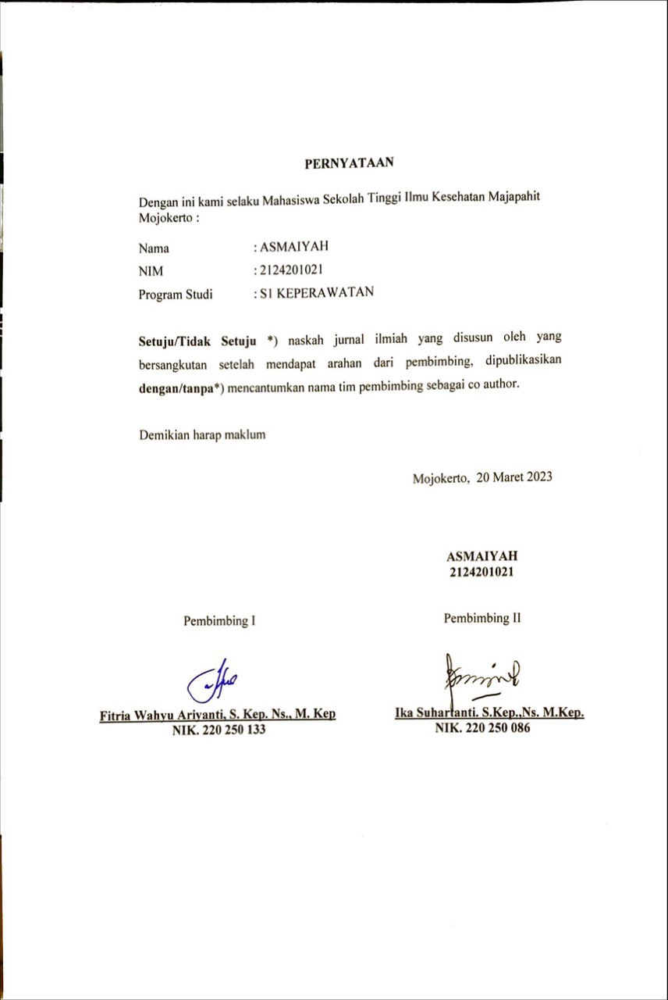 PERNYATAAN
Dengan ini kami selaku Mahasiswa Sekolah Tinggi Ilmu Kesehatan Majapahit
Mojokerto :
Nama : ASMAIYAH
NIM : 2124201021
Program Studi : S1 KEPERAWATAN
Setuju/Tidak Setuju *) naskah jurnal ilmiah yang disusun oleh yang
bersangkutan setelah mendapat arahan dari pembimbing, dipublikasikan
dengan/tanpa*) mencantumkan nama tim pembimbing sebagai co author.
Demikian harap maklum
Mojokerto, 20 Maret 2023
ASMAIYAH
2124201021
Pembimbing I
Fitria Wahyu Ariyanti, S. Kep. Ns., M. Kep
NIK. 220 250 133
Pembimbing II
Ika Suhartanti. S.Kep.,Ns. M.Kep.
NIK. 220 250 086